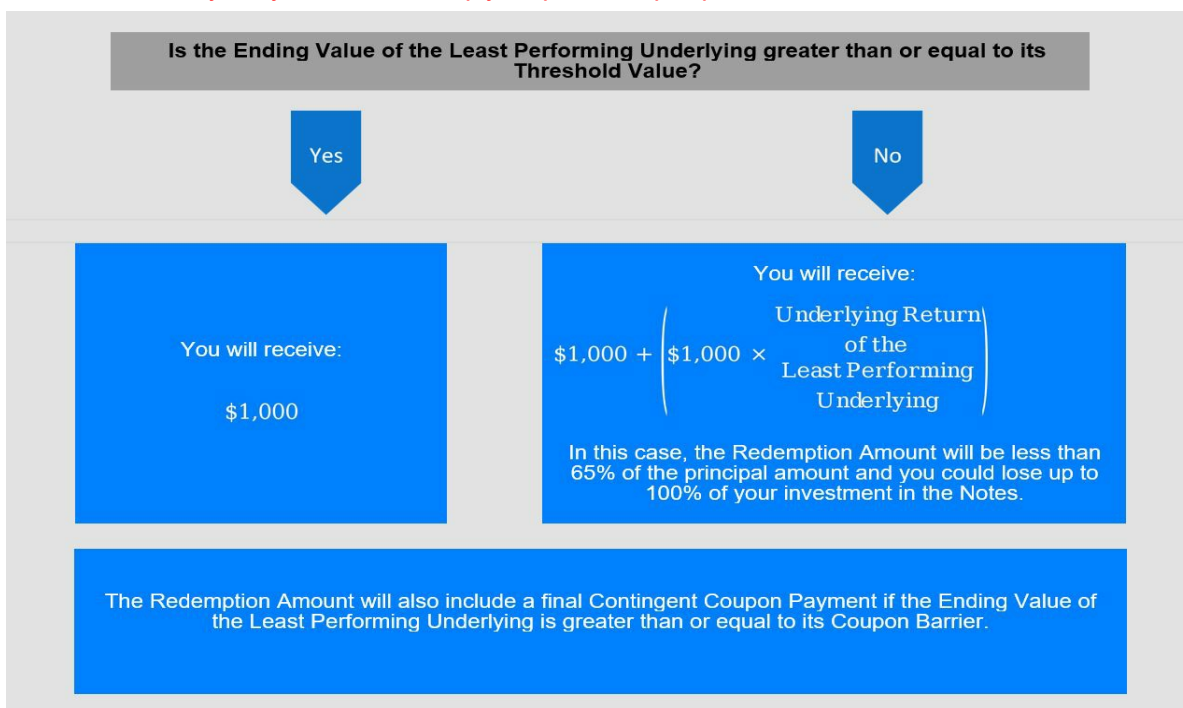 Is the Ending Value of the Least Performing Underlying greater than or equal to its
Threshold Value?
Yes
No
You will receive:
$1,000
You will receive:
$1,000 + ($1,000 × Underlying Return
of the
Least Performing
Underlying)
In this case, the Redemption Amount will be less than
65% of the principal amount and you could lose up to
100% of your investment in the Notes.
The Redemption Amount will also include a final Contingent Coupon Payment if the Ending Value of
the Least Performing Underlying is greater than or equal to its Coupon Barrier.